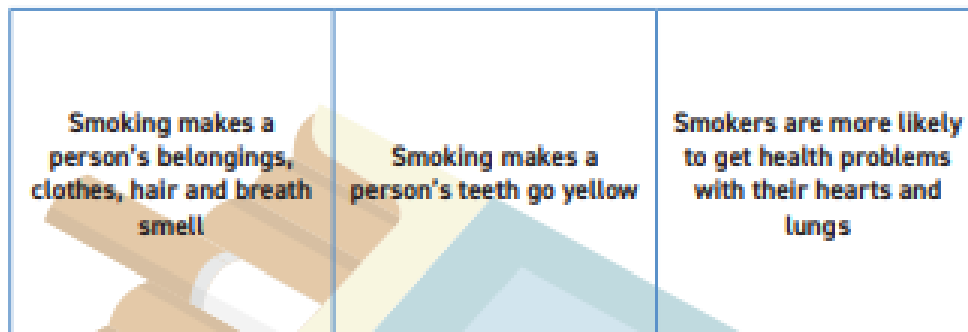 Smoking makes a
person's belongings,
clothes, hair and breath
smell
Smoking makes a
person's teeth go yellow
Smokers are more likely
to get health problems
with their hearts and
lungs